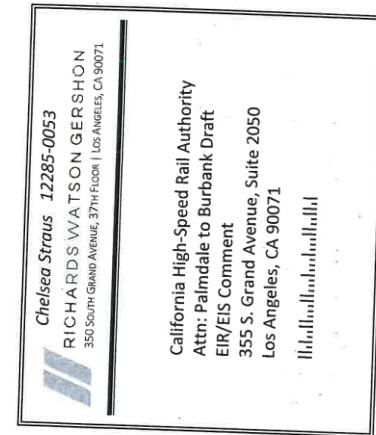 Chelsea Straus 12285-0053
RICHARDS WATSON GERSHON
350 SOUTH GRAND AVENUE, 37TH FLOOR | LOS ANGELES, CA 90071
California High-Speed Rail Authority
Attn: Palmdale to Burbank Draft
EIR/EIS Comment
355 S. Grand Avenue, Suite 2050
Los Angeles, CA 90071